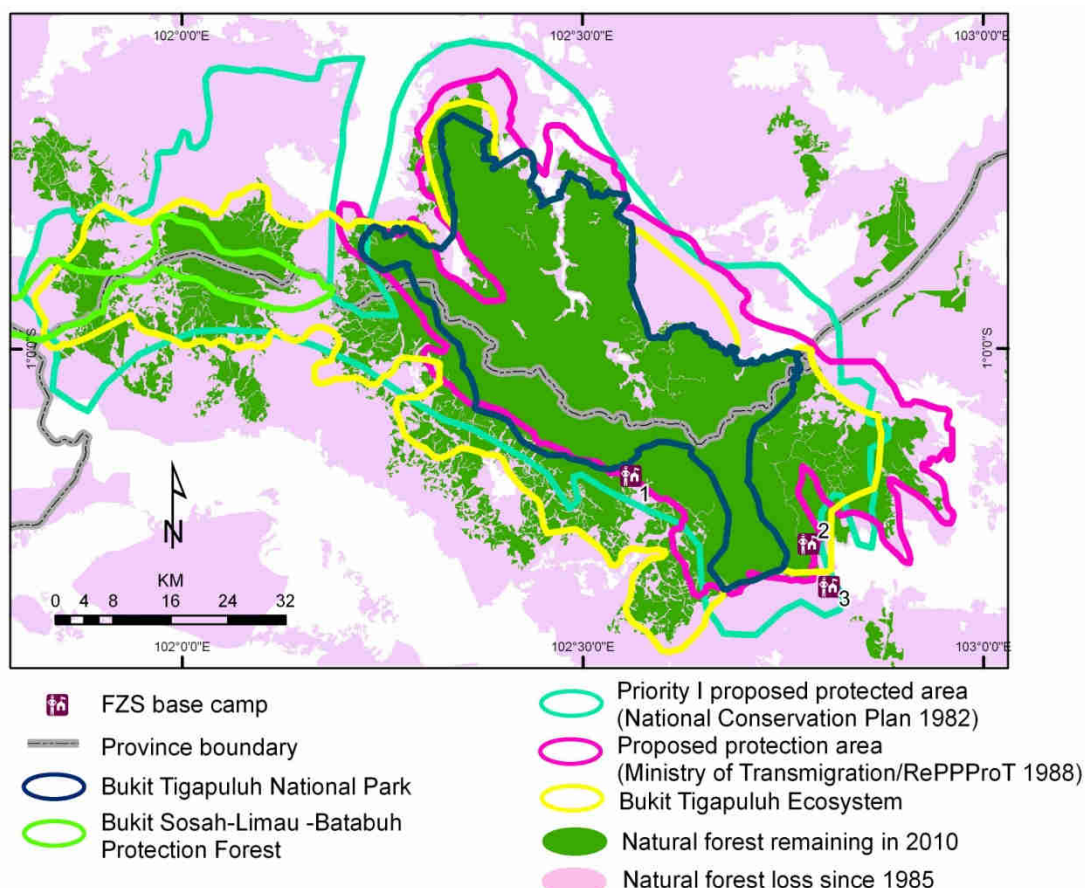 102°0'0"E
102°30'0"E
103°0'0"E
1°0'0"S
1°0'0"S
1
2
3
N
KM
0 4 8 16 24 32
102°0'0"E
102°30'0"E
103°0'0"E
FZS base camp
Province boundary
Bukit Tigapuluh National Park
Bukit Sosah-Limau -Batabuh
Protection Forest
Priority I proposed protected area
(National Conservation Plan 1982)
Proposed protection area
(Ministry of Transmigration/RePPProT 1988)
Bukit Tigapuluh Ecosystem
Natural forest remaining in 2010
Natural forest loss since 1985